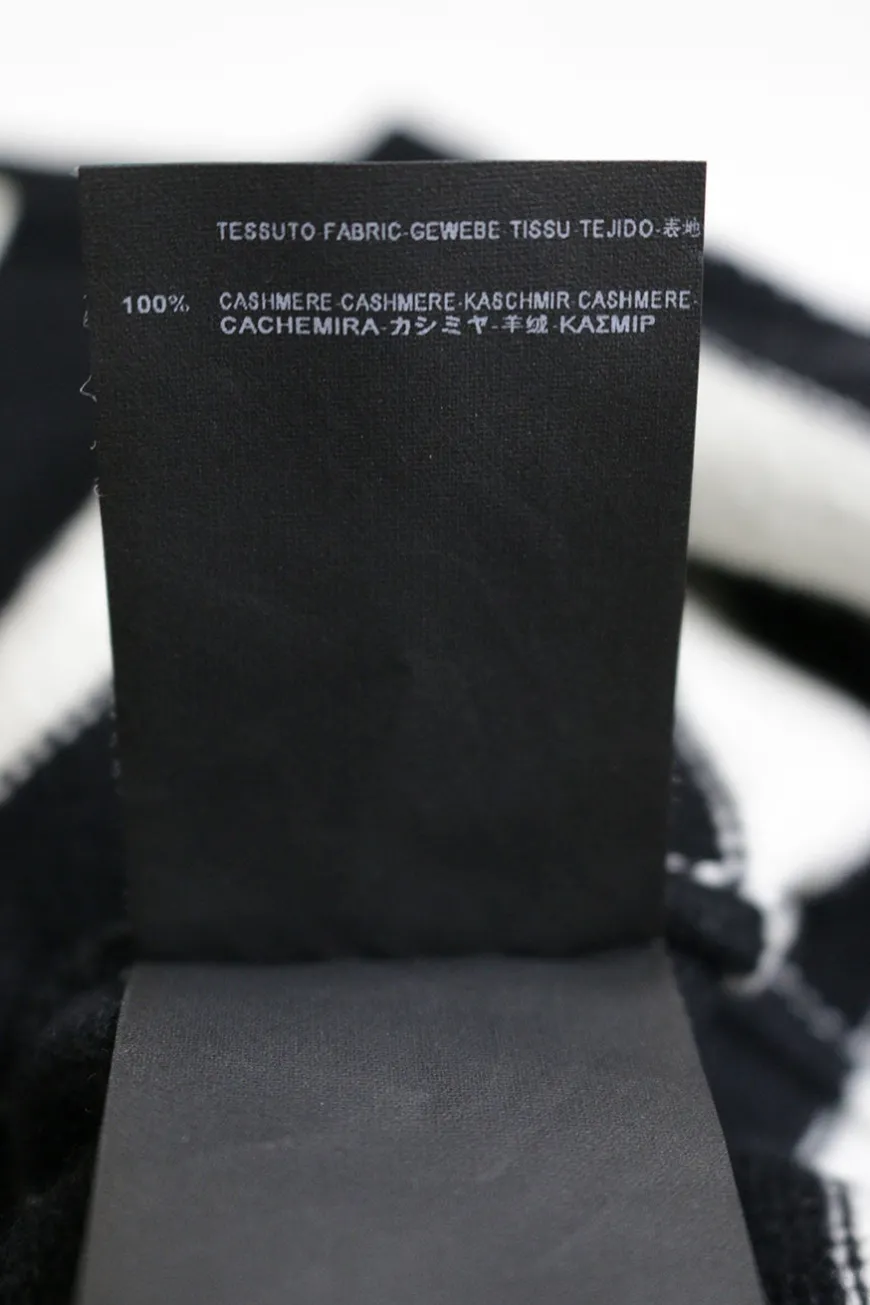 TESSUTO-FABRIC-GEWEBE-TISSU-TEJIDO-表地
100% CASHMERE-CASHMERE-KASCHMIR-CASHMERE-
CACHEMIRA-カシミヤ-羊绒-ΚΑΣΜΙΡ